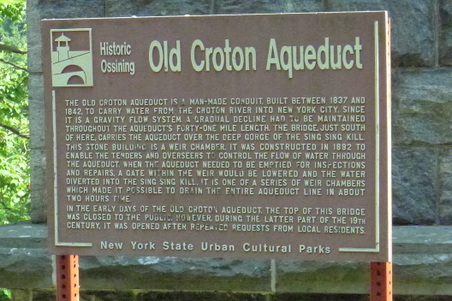 Historic
Ossining
Old Croton Aqueduct
THE OLD CROTON AQUEDUCT IS A MAN-MADE CONDUIT, BUILT BETWEEN 1837 AND
1842, TO CARRY WATER FROM THE CROTON RIVER INTO NEW YORK CITY. SINCE
IT IS A GRAVITY FLOW SYSTEM, A GRADUAL DECLINE HAD TO BE MAINTAINED
THROUGHOUT THE AQUEDUCT'S FORTY-ONE MILE LENGTH. THE BRIDGE, JUST SOUTH
OF HERE, CARRIES THE AQUEDUCT OVER THE DEEP GORGE OF THE SING SING KILL.
THIS STONE BUILDING IS A WEIR CHAMBER. IT WAS CONSTRUCTED IN 1882 TO
ENABLE THE TENDERS AND OVERSEERS TO CONTROL THE FLOW OF WATER THROUGH
THE AQUEDUCT. WHEN THE AQUEDUCT NEEDED TO BE EMPTIED FOR INSPECTIONS
AND REPAIRS, A GATE WITHIN THE WEIR WOULD BE LOWERED AND THE WATER
DIVERTED INTO THE SING SING KILL. IT IS ONE OF A SERIES OF WEIR CHAMBERS
WHICH MADE IT POSSIBLE TO DRAIN THE ENTIRE AQUEDUCT LINE IN ABOUT
TWO HOURS TIME.
IN THE EARLY DAYS OF THE OLD CROTON AQUEDUCT THE TOP OF THIS BRIDGE
WAS CLOSED TO THE PUBLIC. HOWEVER, DURING THE LATTER PART OF THE 19TH
CENTURY, IT WAS OPENED AFTER REPEATED REQUESTS FROM LOCAL RESIDENTS.
New York State Urban Cultural Parks